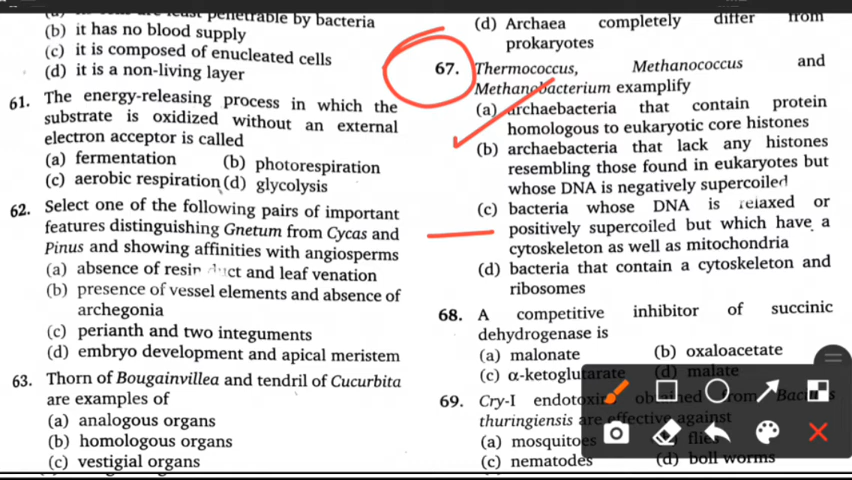 (a) its cells are least penetrable by bacteria
(b) it has no blood supply
(c) it is composed of enucleated cells
(d) it is a non-living layer
61. The energy-releasing process in which the
substrate is oxidized without an external
electron acceptor is called
(a) fermentation (b) photorespiration
(c) aerobic respiration (d) glycolysis
62. Select one of the following pairs of important
features distinguishing Gnetum from Cycas and
Pinus and showing affinities with angiosperms
(a) absence of resin duct and leaf venation
(b) presence of vessel elements and absence of
archegonia
(c) perianth and two integuments
(d) embryo development and apical meristem
63. Thorn of Bougainvillea and tendril of Cucurbita
are examples of
(a) analogous organs
(b) homologous organs
(c) vestigial organs
(d) Archaea completely differ from
prokaryotes
67. Thermococcus, Methanococcus and
Methanobacterium examplify
(a) archaebacteria that contain protein
homologous to eukaryotic core histones
(b) archaebacteria that lack any histones
resembling those found in eukaryotes but
whose DNA is negatively supercoiled
(c) bacteria whose DNA is relaxed or
positively supercoiled but which have a
cytoskeleton as well as mitochondria
(d) bacteria that contain a cytoskeleton and
ribosomes
68. A competitive inhibitor of succinic
dehydrogenase is
(a) malonate (b) oxaloacetate
(c) α-ketoglutarate (d) malate
69. Cry-I endotoxins obtained from
thuringiensis are effective against
(a) mosquitoes flies
(c) nematodes (d) boll worms